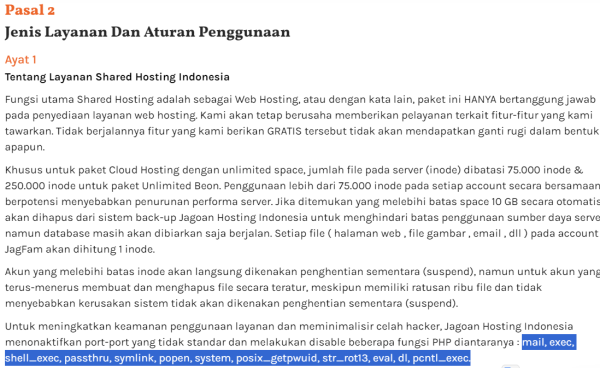 Pasal 2
Jenis Layanan Dan Aturan Penggunaan
Ayat 1
Tentang Layanan Shared Hosting Indonesia
Fungsi utama Shared Hosting adalah sebagai Web Hosting, atau dengan kata lain, paket ini HANYA bertanggung jawab
pada penyediaan layanan web hosting. Kami akan tetap berusaha memberikan pelayanan terkait fitur-fitur yang kami
tawarkan. Tidak berjalannya fitur yang kami berikan GRATIS tersebut tidak akan mendapatkan ganti rugi dalam bentuk
apapun.
Khusus untuk paket Cloud Hosting dengan unlimited space, jumlah file pada server (inode) dibatasi 75.000 inode &
250.000 inode untuk paket Unlimited Beon. Penggunaan lebih dari 75.000 inode pada setiap account secara bersamaan
berpotensi menyebabkan penurunan performa server. Jika ditemukan yang melebihi batas space 10 GB secara otomatis
akan dihapus dari sistem back-up Jagoan Hosting Indonesia untuk menghindari batas penggunaan sumber daya serve
namun database masih akan dibiarkan saja berjalan. Setiap file ( halaman web , file gambar , email , dll ) pada account
JagFam akan dihitung 1 inode.
Akun yang melebihi batas inode akan langsung dikenakan penghentian sementara (suspend), namun untuk akun yang
terus-menerus membuat dan menghapus file secara teratur, meskipun memiliki ratusan ribu file dan tidak
menyebabkan kerusakan sistem tidak akan dikenakan penghentian sementara (suspend).
Untuk meningkatkan keamanan penggunaan layanan dan meminimalisir celah hacker, Jagoan Hosting Indonesia
menonaktifkan port-port yang tidak standar dan melakukan disable beberapa fungsi PHP diantaranya : mail, exec,
shell_exec, passthru, symlink, popen, system, posix_getpwuid, str_rot13, eval, dl, pcntl_exec.